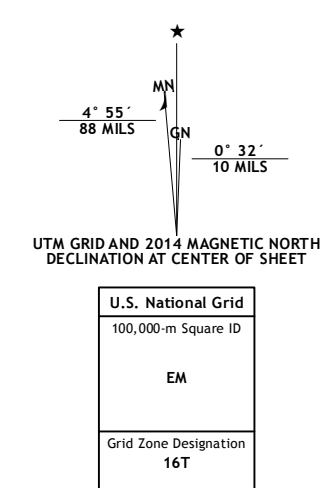 MN
4° 55´
88 MILS
GN
0° 32´
10 MILS
UTM GRID AND 2014 MAGNETIC NORTH
DECLINATION AT CENTER OF SHEET
U.S. National Grid
100,000-m Square ID
EM
Grid Zone Designation
16T